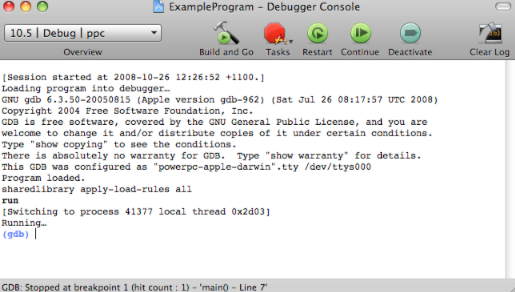 ExampleProgram - Debugger Console
10.5 | Debug | ppc
Overview
Build and Go
Tasks
Restart
Continue
Deactivate
Clear Log
[Session started at 2008-10-26 12:26:52 +1100.]
Loading program into debugger…
GNU gdb 6.3.50-20050815 (Apple version gdb-962) (Sat Jul 26 08:17:57 UTC 2008)
Copyright 2004 Free Software Foundation, Inc.
GDB is free software, covered by the GNU General Public License, and you are
welcome to change it and/or distribute copies of it under certain conditions.
Type "show copying" to see the conditions.
There is absolutely no warranty for GDB.  Type "show warranty" for details.
This GDB was configured as "powerpc-apple-darwin".tty /dev/ttys000
Program loaded.
sharedlibrary apply-load-rules all
run
[Switching to process 41377 local thread 0x2d03]
Running…
(gdb)
GDB: Stopped at breakpoint 1 (hit count : 1) - 'main() - Line 7'